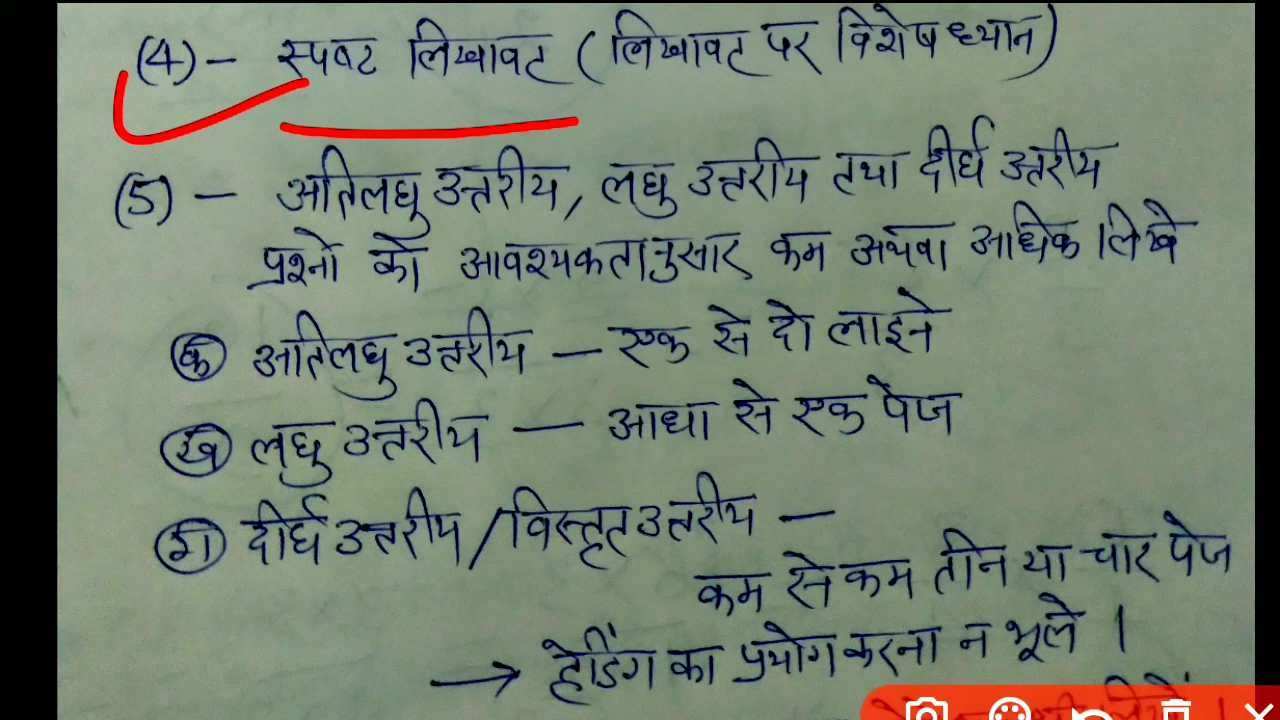 (4) - स्पष्ट लिखावट (लिखावट पर विशेष ध्यान)
(5) - अतिलघु उत्तरीय, लघु उत्तरीय तथा दीर्घ उत्तरीय
प्रश्नो को आवश्यकतानुसार कम अथवा अधिक लिखे
(क) अतिलघु उत्तरीय — एक से दो लाइने
(ख) लघु उत्तरीय — आधा से एक पेज
(ग) दीर्घ उत्तरीय / विस्तृत उत्तरीय —
कम से कम तीन या चार पेज
→ हेडिंग का प्रयोग करना न भूले ।